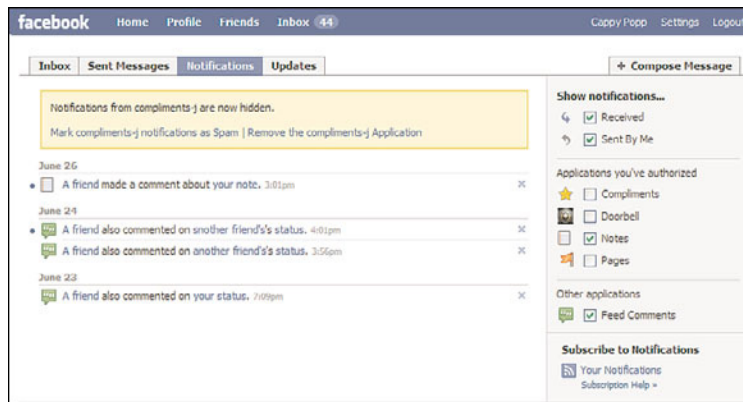 facebook Home Profile Friends Inbox 44 Cappy Popp Settings Logout
Inbox Sent Messages Notifications Updates + Compose Message
Notifications from compliments-j are now hidden.
Mark compliments-j notifications as Spam | Remove the compliments-j Application
June 26
A friend made a comment about your note. 3:01pm
June 24
A friend also commented on snother friend's's status. 4:01pm
A friend also commented on another friend's's status. 3:56pm
June 23
A friend also commented on your status. 7:09pm
Show notifications...
Received
Sent By Me
Applications you've authorized
Compliments
Doorbell
Notes
Pages
Other applications
Feed Comments
Subscribe to Notifications
Your Notifications
Subscription Help »